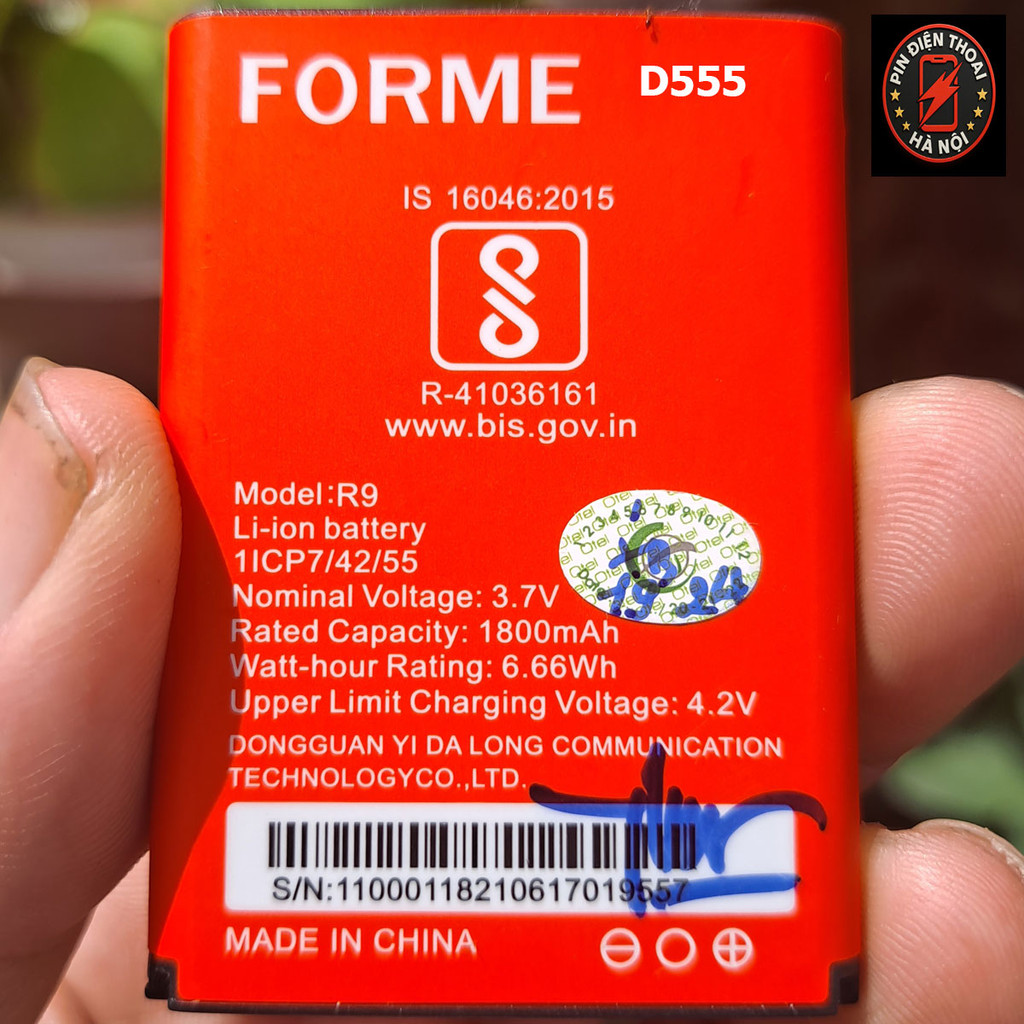 FORME
D555
PIN ĐIỆN THOẠI
HÀ NỘI
IS 16046:2015
R-41036161
www.bis.gov.in
Model:R9
Li-ion battery
1ICP7/42/55
Nominal Voltage: 3.7V
Rated Capacity: 1800mAh
Watt-hour Rating: 6.66Wh
Upper Limit Charging Voltage: 4.2V
DONGGUAN YI DA LONG COMMUNICATION
TECHNOLOGYCO.,LTD.
S/N:11000118210617019557
MADE IN CHINA